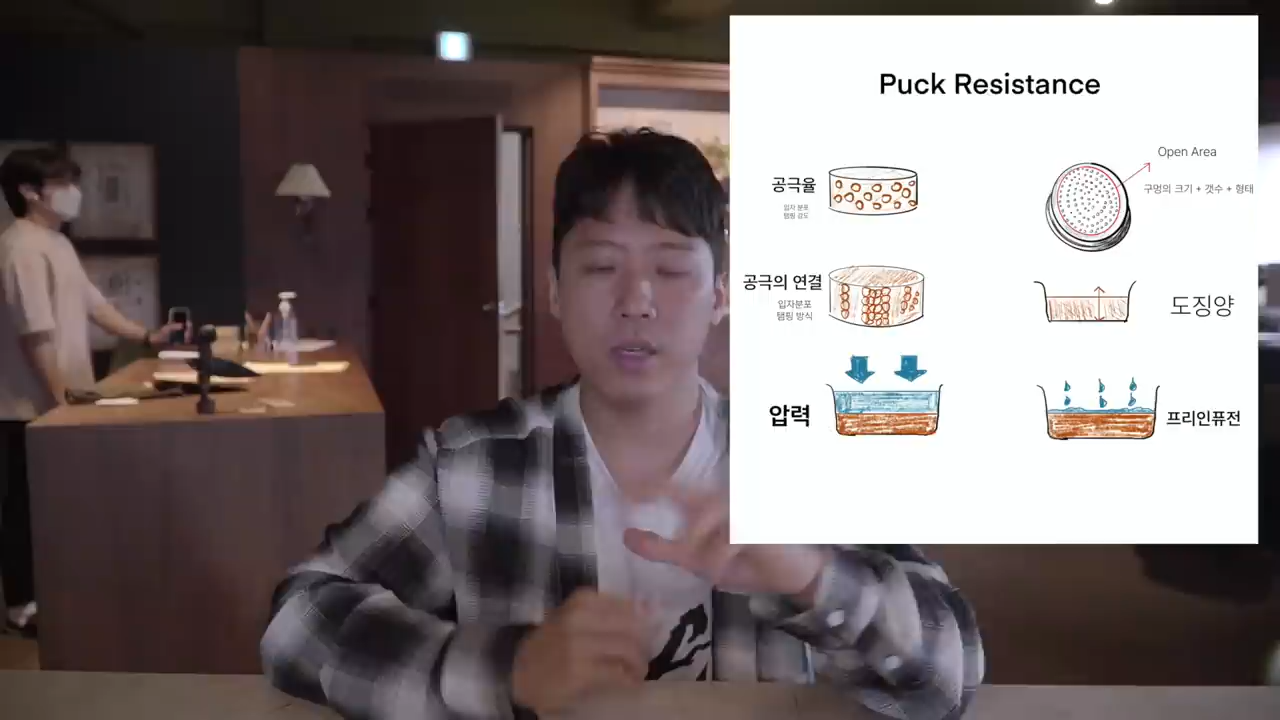 Puck Resistance
공극율
입자 분포
탬핑 강도
Open Area
구멍의 크기 + 갯수 + 형태
공극의 연결
입자분포
탬핑 방식
도징양
압력
프리인퓨전